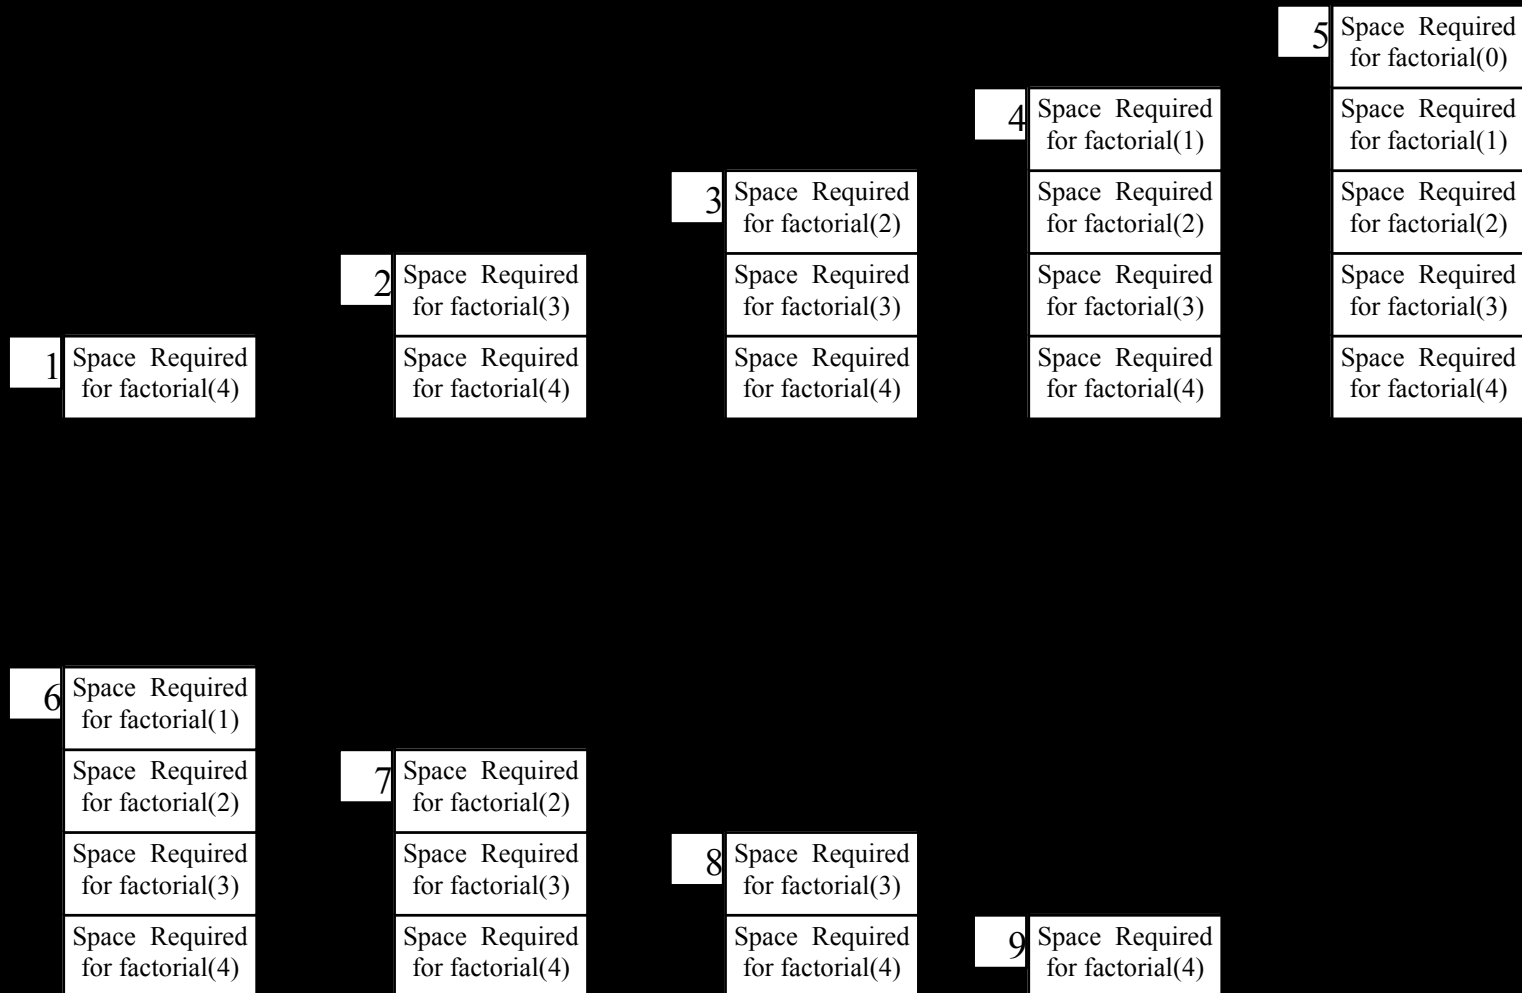 1
Space Required
for factorial(4)
2
Space Required
for factorial(3)
Space Required
for factorial(4)
3
Space Required
for factorial(2)
Space Required
for factorial(3)
Space Required
for factorial(4)
4
Space Required
for factorial(1)
Space Required
for factorial(2)
Space Required
for factorial(3)
Space Required
for factorial(4)
5
Space Required
for factorial(0)
Space Required
for factorial(1)
Space Required
for factorial(2)
Space Required
for factorial(3)
Space Required
for factorial(4)
6
Space Required
for factorial(1)
Space Required
for factorial(2)
Space Required
for factorial(3)
Space Required
for factorial(4)
7
Space Required
for factorial(2)
Space Required
for factorial(3)
Space Required
for factorial(4)
8
Space Required
for factorial(3)
Space Required
for factorial(4)
9
Space Required
for factorial(4)